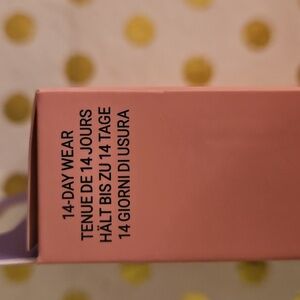 14-DAY WEAR
TENUE DE 14 JOURS
HÄLT BIS ZU 14 TAGE
14 GIORNI DI USURA